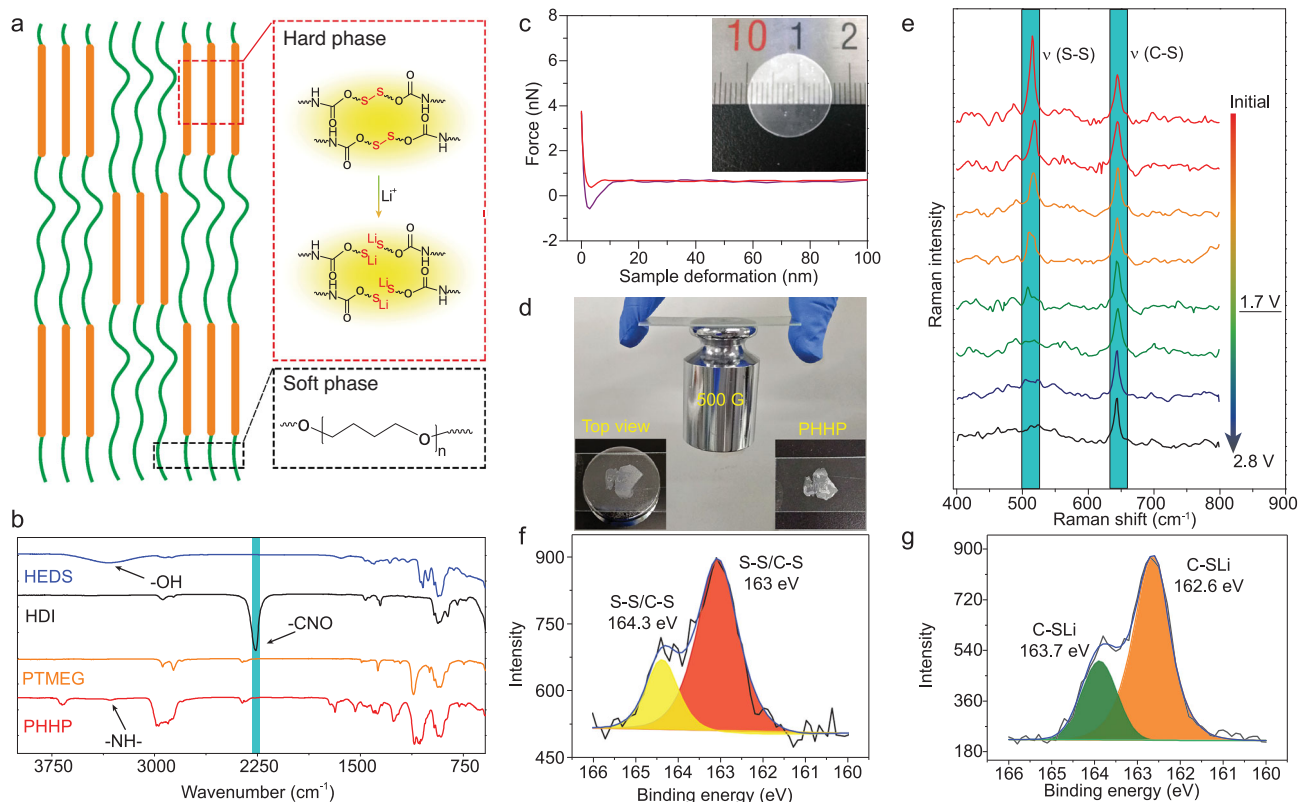 a
Hard phase
H
N
O
O
S
S
O
O
N
H
H
N
O
O
S
S
O
O
N
H
Li⁺
H
N
O
O
S
Li
Li
S
O
O
N
H
H
N
O
O
S
Li
Li
S
O
O
N
H
Soft phase
O
O
n
b
HEDS
-OH
HDI
-CNO
PTMEG
PHHP
-NH-
3750 3000 2250 1500 750
Wavenumber (cm⁻¹)
c
8
6
4
2
0
-2
Force (nN)
0 20 40 60 80 100
Sample deformation (nm)
10 1 2
d
500 G
Top view
PHHP
e
ν (S-S)
ν (C-S)
Initial
1.7 V
2.8 V
Raman intensity
400 500 600 700 800 900
Raman shift (cm⁻¹)
f
900
750
600
450
Intensity
S-S/C-S
163 eV
S-S/C-S
164.3 eV
166 165 164 163 162 161 160
Binding energy (eV)
g
900
720
540
360
180
Intensity
C-SLi
162.6 eV
C-SLi
163.7 eV
166 165 164 163 162 161 160
Binding energy (eV)